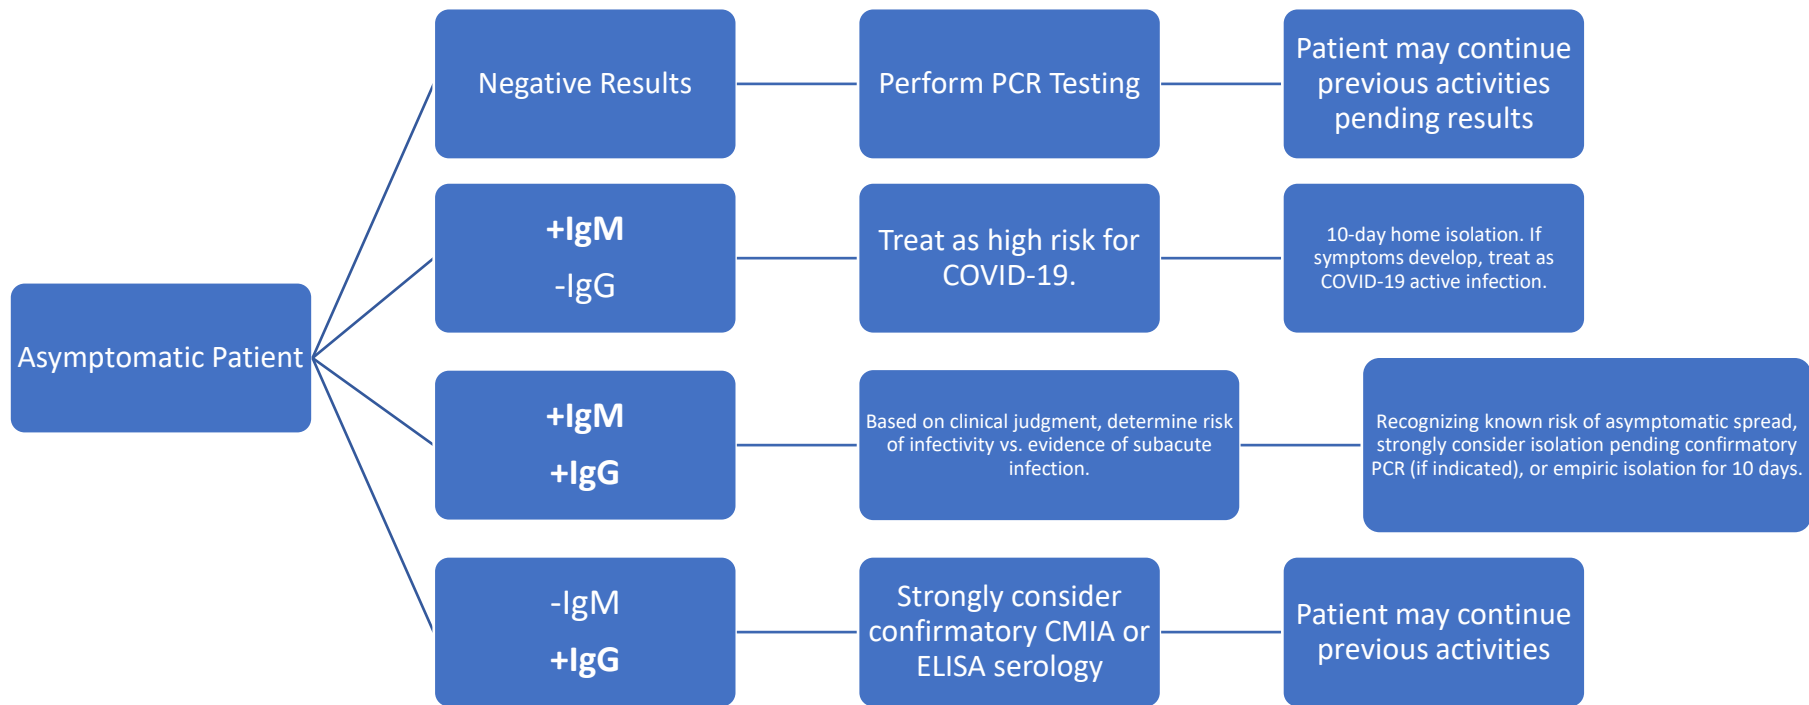 Asymptomatic Patient
Negative Results
Perform PCR Testing
Patient may continue
previous activities
pending results
+IgM
-IgG
Treat as high risk for
COVID-19.
10-day home isolation. If
symptoms develop, treat as
COVID-19 active infection.
+IgM
+IgG
Based on clinical judgment, determine risk
of infectivity vs. evidence of subacute
infection.
Recognizing known risk of asymptomatic spread,
strongly consider isolation pending confirmatory
PCR (if indicated), or empiric isolation for 10 days.
-IgM
+IgG
Strongly consider
confirmatory CMIA or
ELISA serology
Patient may continue
previous activities